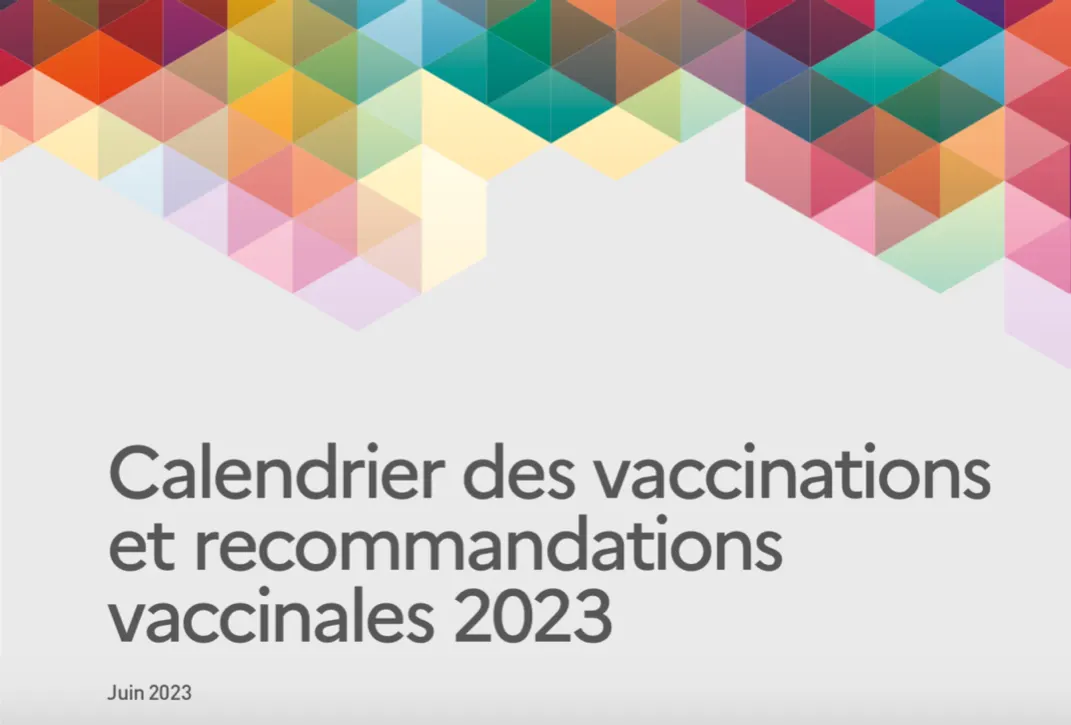 Calendrier des vaccinations
et recommandations
vaccinales 2023
Juin 2023